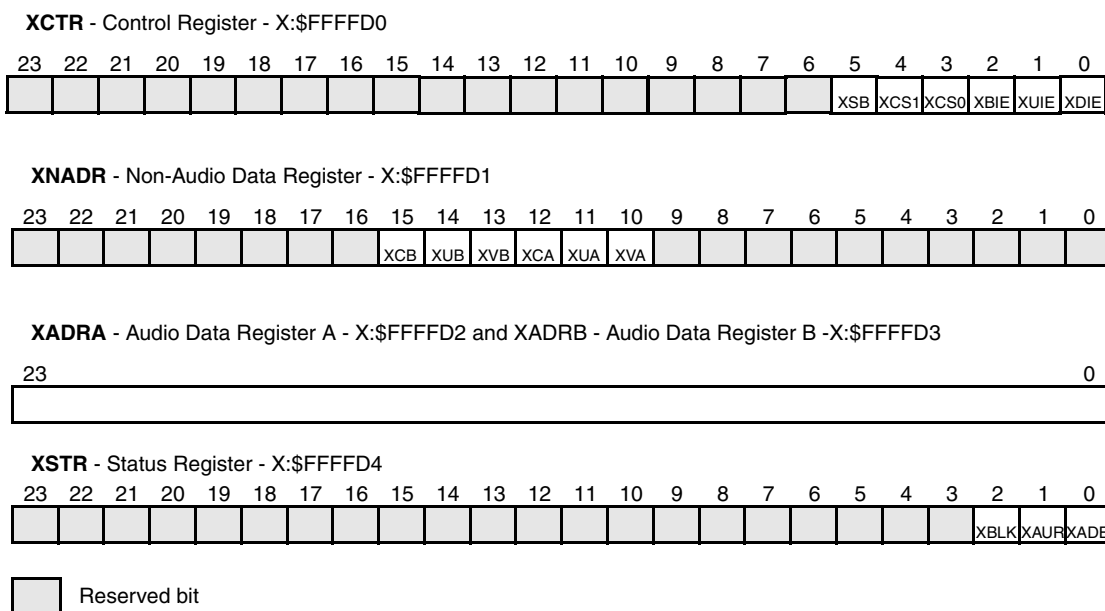 XCTR - Control Register - X:$FFFFD0
23 22 21 20 19 18 17 16 15 14 13 12 11 10 9 8 7 6 5 4 3 2 1 0
XSB XCS1 XCS0 XBIE XUIE XDIE
XNADR - Non-Audio Data Register - X:$FFFFD1
23 22 21 20 19 18 17 16 15 14 13 12 11 10 9 8 7 6 5 4 3 2 1 0
XCB XUB XVB XCA XUA XVA
XADRA - Audio Data Register A - X:$FFFFD2 and XADRB - Audio Data Register B -X:$FFFFD3
23 0
XSTR - Status Register - X:$FFFFD4
23 22 21 20 19 18 17 16 15 14 13 12 11 10 9 8 7 6 5 4 3 2 1 0
XBLK XAUR XADE
Reserved bit